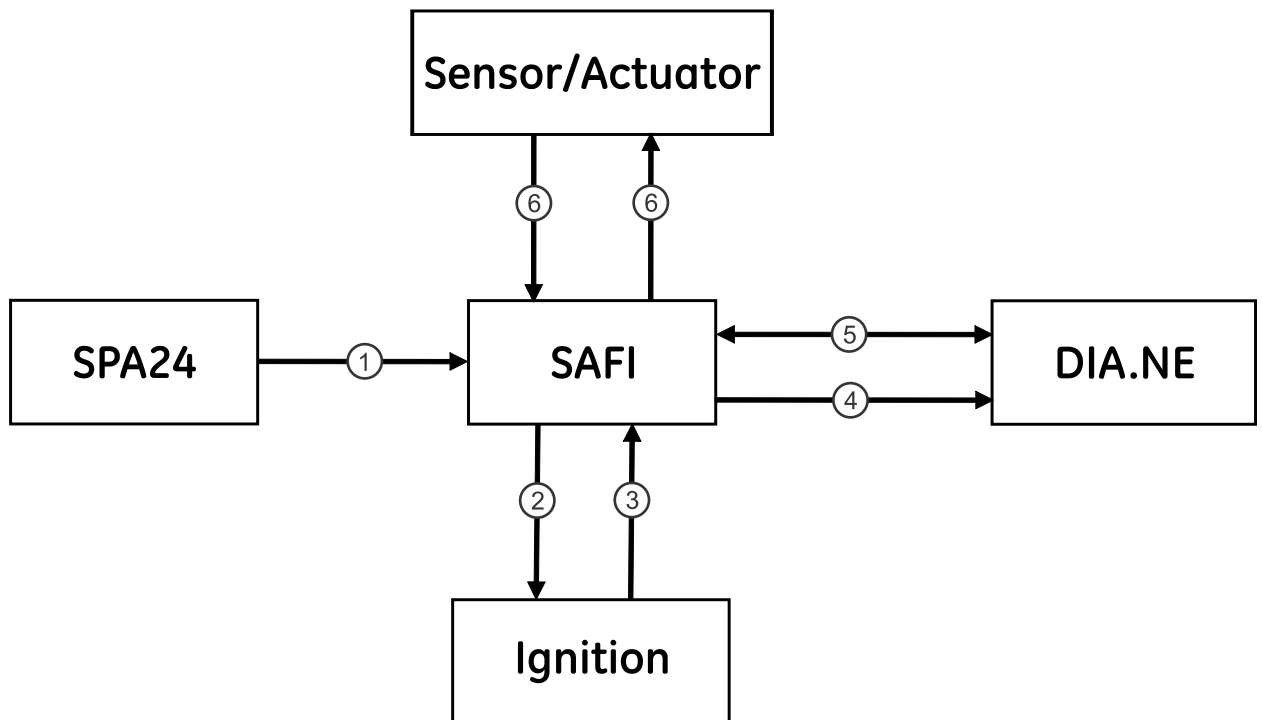 Sensor/Actuator
6
6
SPA24
1
SAFI
5
4
DIA.NE
2
3
Ignition